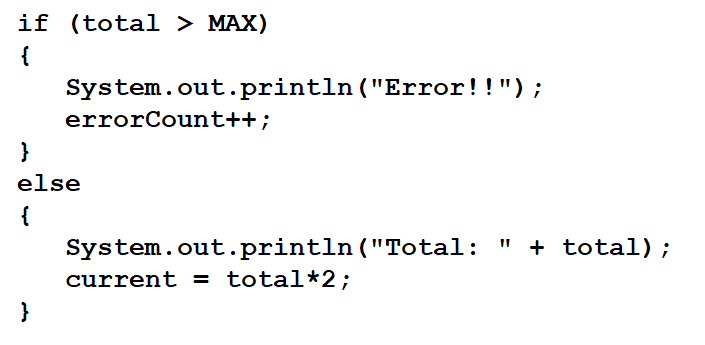 if (total > MAX)
{
   System.out.println("Error!!");
   errorCount++;
}
else
{
   System.out.println("Total: " + total);
   current = total*2;
}